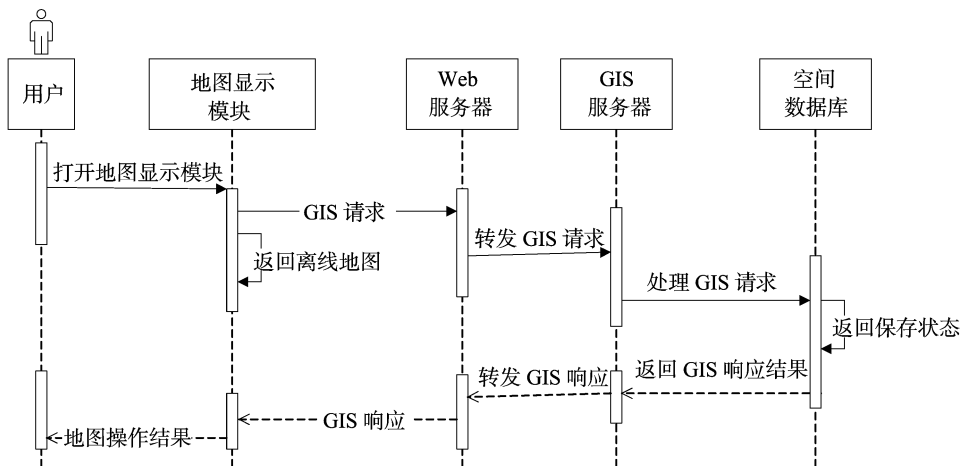 用户
地图显示
模块
Web
服务器
GIS
服务器
空间
数据库
打开地图显示模块
GIS 请求
转发 GIS 请求
返回离线地图
处理 GIS 请求
返回保存状态
返回 GIS 响应结果
转发 GIS 响应
GIS 响应
地图操作结果